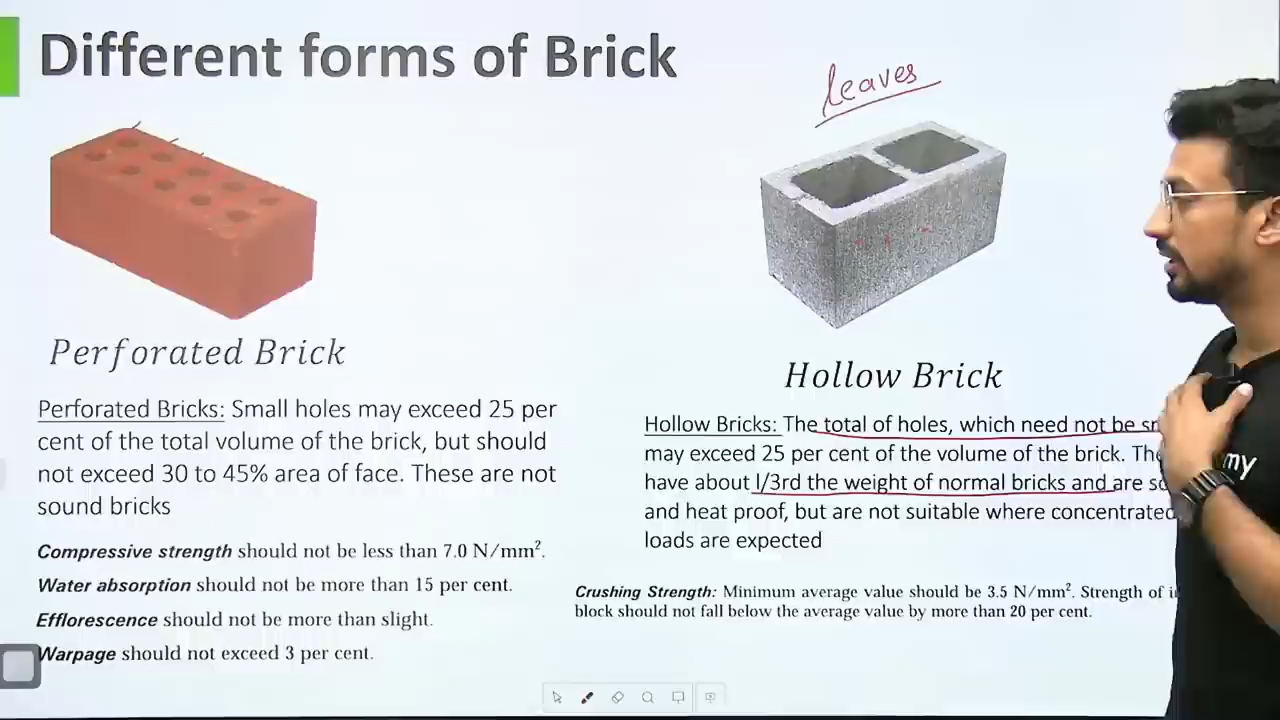 Different forms of Brick
leaves
Perforated Brick
Perforated Bricks: Small holes may exceed 25 per
cent of the total volume of the brick, but should
not exceed 30 to 45% area of face. These are not
sound bricks
Compressive strength should not be less than 7.0 N/mm².
Water absorption should not be more than 15 per cent.
Efflorescence should not be more than slight.
Warpage should not exceed 3 per cent.
Hollow Brick
Hollow Bricks: The total of holes, which need not be
may exceed 25 per cent of the volume of the brick.
have about l/3rd the weight of normal bricks and are
and heat proof, but are not suitable where concentrated
loads are expected
Crushing Strength: Minimum average value should be 3.5 N/mm². Strength of
block should not fall below the average value by more than 20 per cent.
my